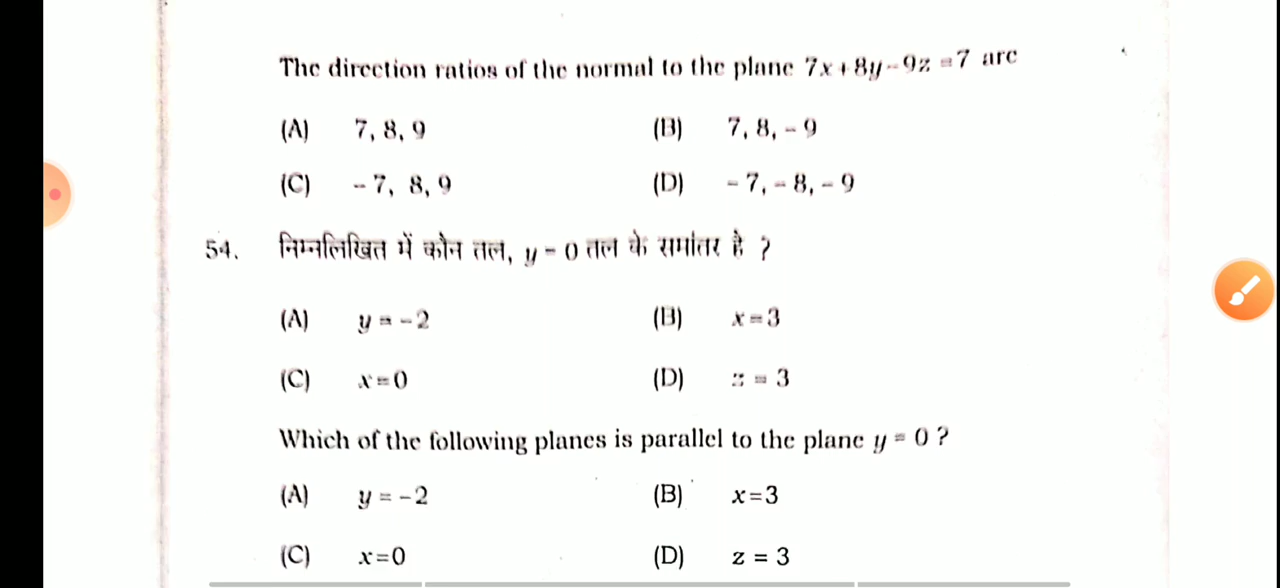 The direction ratios of the normal to the plane 7x+8y-9z=7 are
(A) 7, 8, 9 (B) 7, 8, -9
(C) -7, 8, 9 (D) -7, -8, -9
54. निम्नलिखित में कौन तल, y = 0 तल के समांतर है ?
(A) y = -2 (B) x=3
(C) x=0 (D) z = 3
Which of the following planes is parallel to the plane y = 0 ?
(A) y = -2 (B) x=3
(C) x=0 (D) z = 3